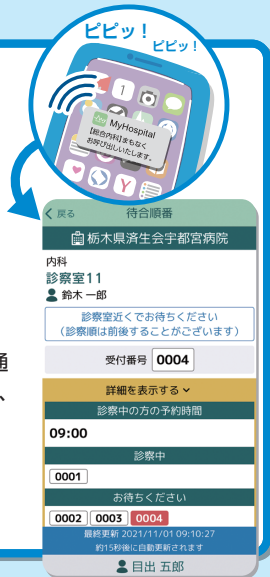 ピピッ！
ピピッ！
1
MyHospital
【総合内科】まもなく
お呼び出しいたします。
戻る
待合順番
栃木県済生会宇都宮病院
内科
診察室11
鈴木 一郎
診察室近くでお待ちください
（診察順は前後することがございます）
通
、
受付番号 0004
詳細を表示する
診察中の方の予約時間
09:00
診察中
0001
お待ちください
0002 0003 0004
最終更新 2021/11/01 09:10:27
約15秒後に自動更新されます
目出 五郎